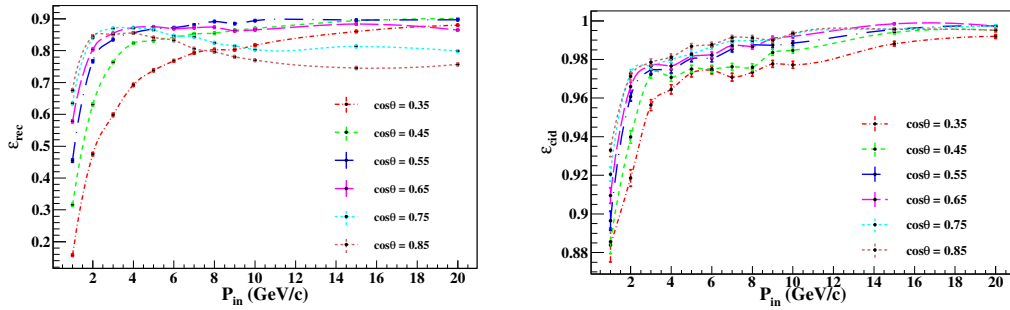 ε_rec
0.9
0.8
0.7
0.6
0.5
0.4
0.3
0.2
cosθ = 0.35
cosθ = 0.45
cosθ = 0.55
cosθ = 0.65
cosθ = 0.75
cosθ = 0.85
2 4 6 8 10 12 14 16 18 20
P_in (GeV/c)
ε_cid
1
0.98
0.96
0.94
0.92
0.9
0.88
cosθ = 0.35
cosθ = 0.45
cosθ = 0.55
cosθ = 0.65
cosθ = 0.75
cosθ = 0.85
2 4 6 8 10 12 14 16 18 20
P_in (GeV/c)